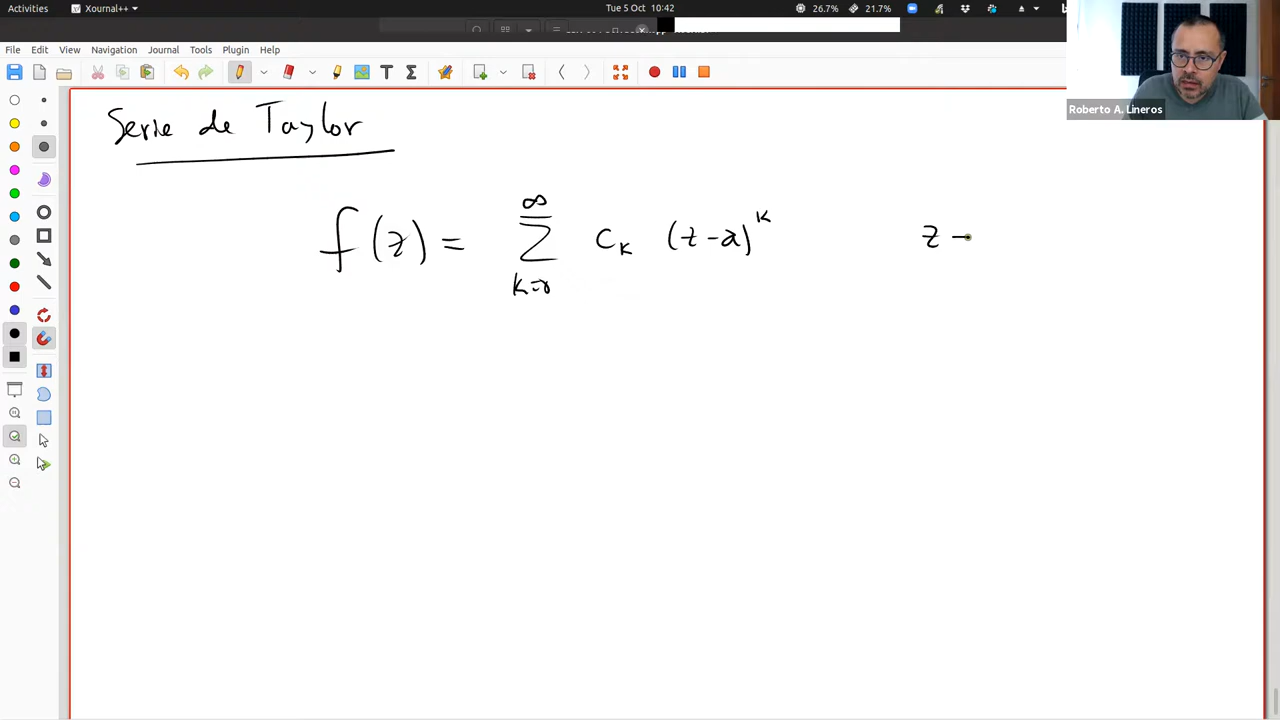 Activities Xournal++ Tue 5 Oct 10:42 26.7% 21.7%
File Edit View Navigation Journal Tools Plugin Help
Roberto A. Lineros
Serie de Taylor
f(z) = ∑ c_k (z-a)^k z -
∞
k=0